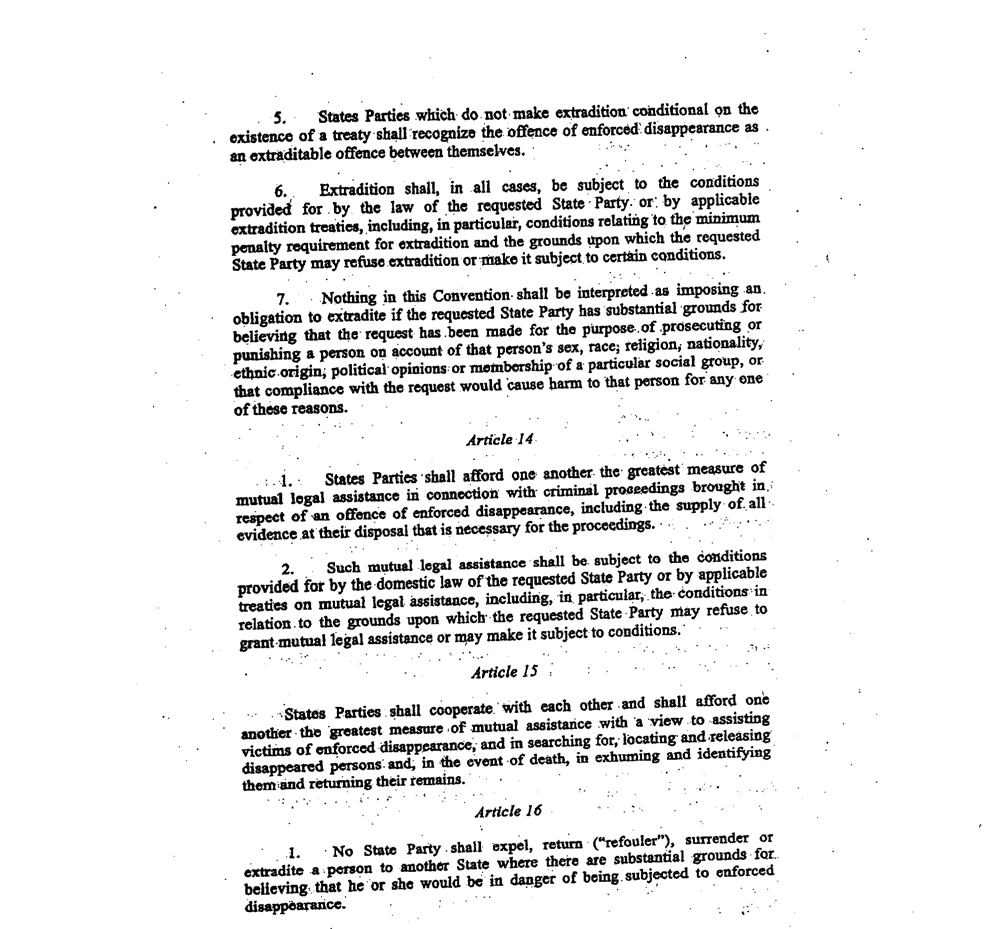 5. States Parties which do not make extradition conditional on the
existence of a treaty shall recognize the offence of enforced disappearance as
an extraditable offence between themselves.
6. Extradition shall, in all cases, be subject to the conditions
provided for by the law of the requested State Party or by applicable
extradition treaties, including, in particular, conditions relating to the minimum
penalty requirement for extradition and the grounds upon which the requested
State Party may refuse extradition or make it subject to certain conditions.
7. Nothing in this Convention shall be interpreted as imposing an
obligation to extradite if the requested State Party has substantial grounds for
believing that the request has been made for the purpose of prosecuting or
punishing a person on account of that person's sex, race, religion, nationality,
ethnic origin, political opinions or membership of a particular social group, or
that compliance with the request would cause harm to that person for any one
of these reasons.
Article 14
1. States Parties shall afford one another the greatest measure of
mutual legal assistance in connection with criminal proceedings brought in
respect of an offence of enforced disappearance, including the supply of all
evidence at their disposal that is necessary for the proceedings.
2. Such mutual legal assistance shall be subject to the conditions
provided for by the domestic law of the requested State Party or by applicable
treaties on mutual legal assistance, including, in particular, the conditions in
relation to the grounds upon which the requested State Party may refuse to
grant mutual legal assistance or may make it subject to conditions.
Article 15
States Parties shall cooperate with each other and shall afford one
another the greatest measure of mutual assistance with a view to assisting
victims of enforced disappearance, and in searching for, locating and releasing
disappeared persons and, in the event of death, in exhuming and identifying
them and returning their remains.
Article 16
1. No State Party shall expel, return ("refouler"), surrender or
extradite a person to another State where there are substantial grounds for
believing that he or she would be in danger of being subjected to enforced
disappearance.